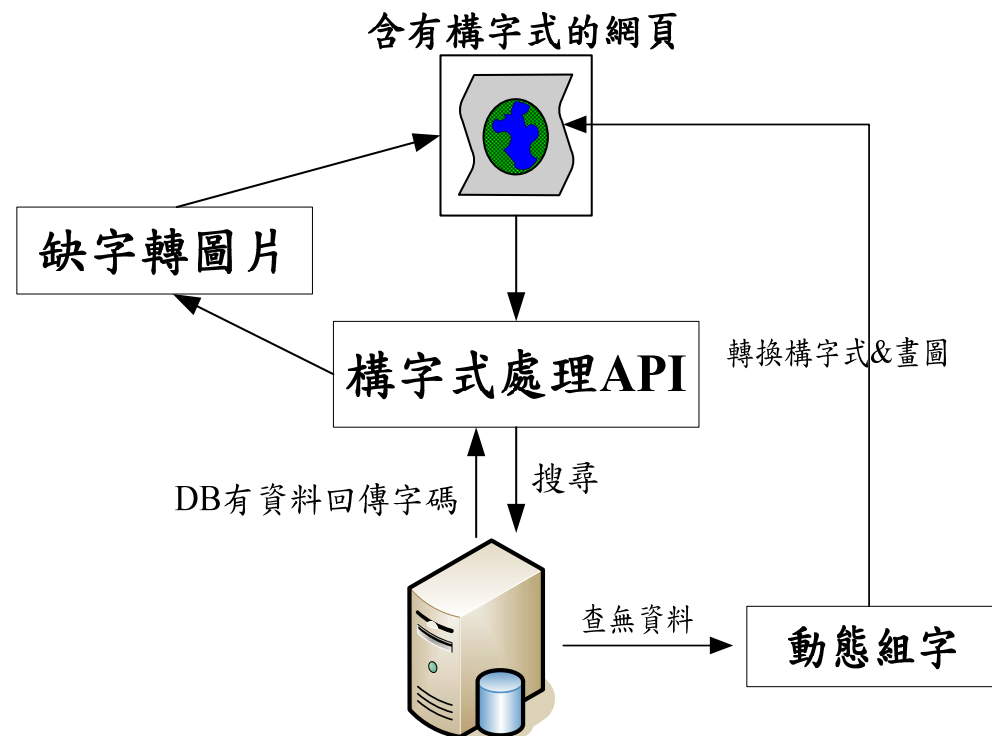 含有構字式的網頁
缺字轉圖片
構字式處理API
轉換構字式&畫圖
DB有資料回傳字碼
搜尋
查無資料
動態組字